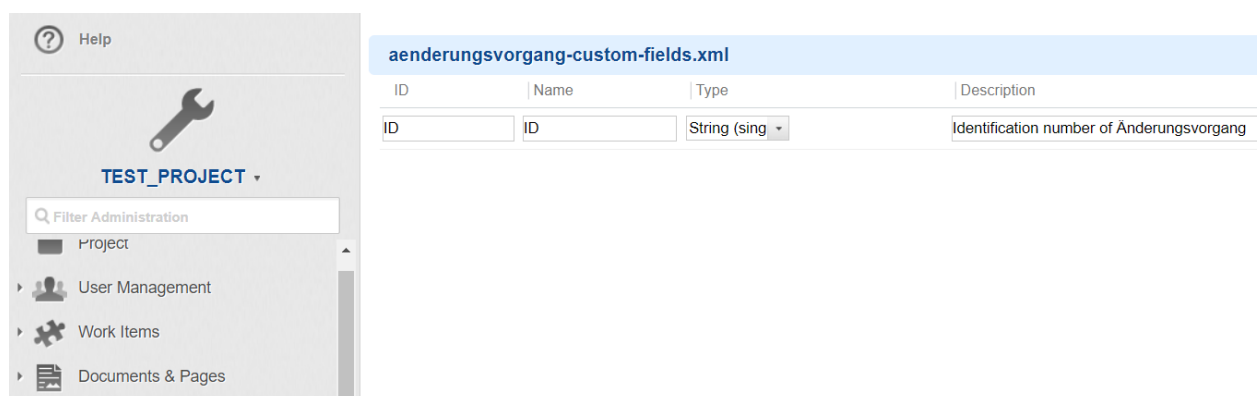 Help
TEST_PROJECT
Filter Administration
Project
User Management
Work Items
Documents & Pages
aenderungsvorgang-custom-fields.xml
ID Name Type Description
ID ID String (sing Identification number of Änderungsvorgang